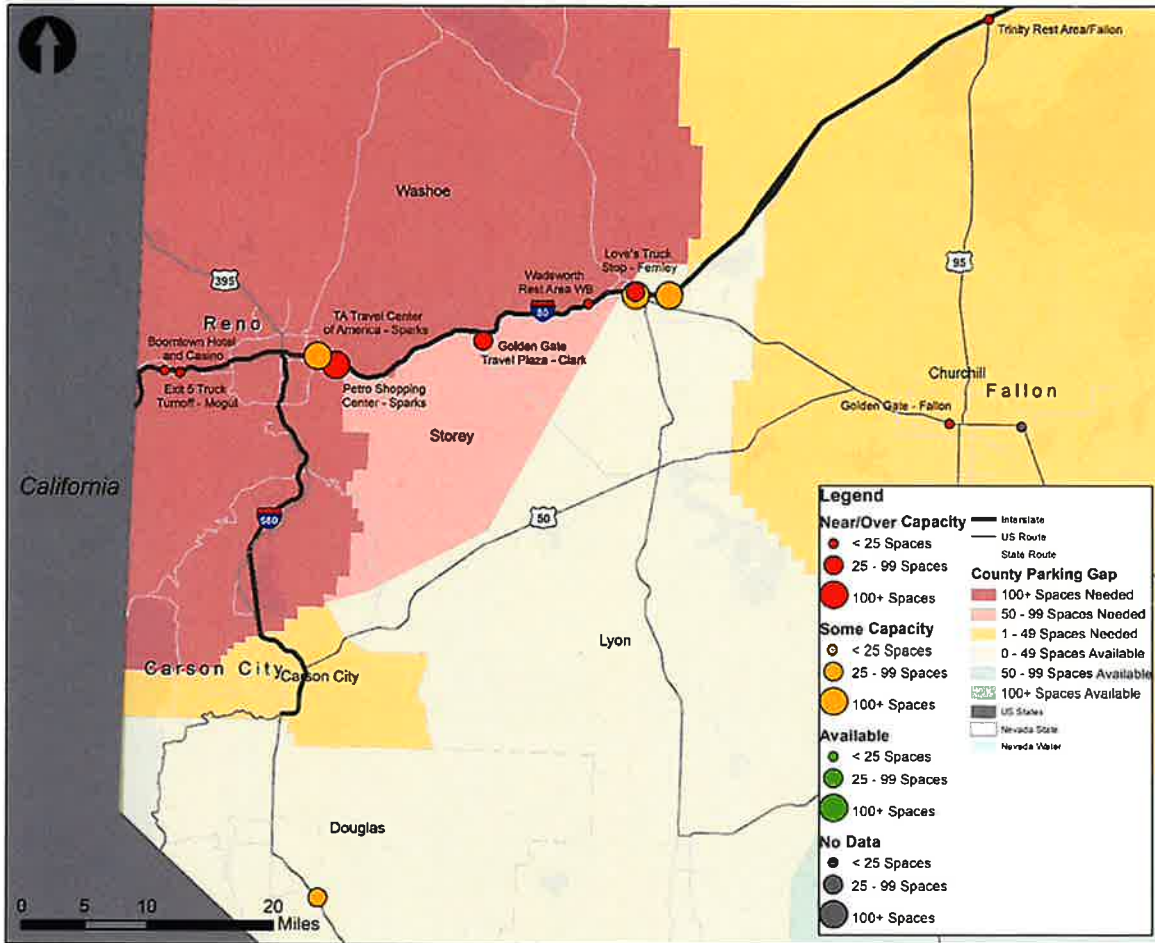 Trinity Rest Area/Fallon
Washoe
395
Reno
Love's Truck
Stop - Fernley
Wadsworth
Rest Area WB
80
95
TA Travel Center
of America - Sparks
Boomtown Hotel
and Casino
Golden Gate
Travel Plaza - Clark
Exit 5 Truck
Turnoff - Mogul
Petro Shopping
Center - Sparks
Churchill
Fallon
Golden Gate - Fallon
Storey
California
580
50
Lyon
Carson City
Carson City
Douglas
0 5 10 20
Miles
Legend
Near/Over Capacity
< 25 Spaces
25 - 99 Spaces
100+ Spaces
Some Capacity
< 25 Spaces
25 - 99 Spaces
100+ Spaces
Available
< 25 Spaces
25 - 99 Spaces
100+ Spaces
No Data
< 25 Spaces
25 - 99 Spaces
100+ Spaces
Interstate
US Route
State Route
County Parking Gap
100+ Spaces Needed
50 - 99 Spaces Needed
1 - 49 Spaces Needed
0 - 49 Spaces Available
50 - 99 Spaces Available
100+ Spaces Available
US States
Nevada State
Nevada Water